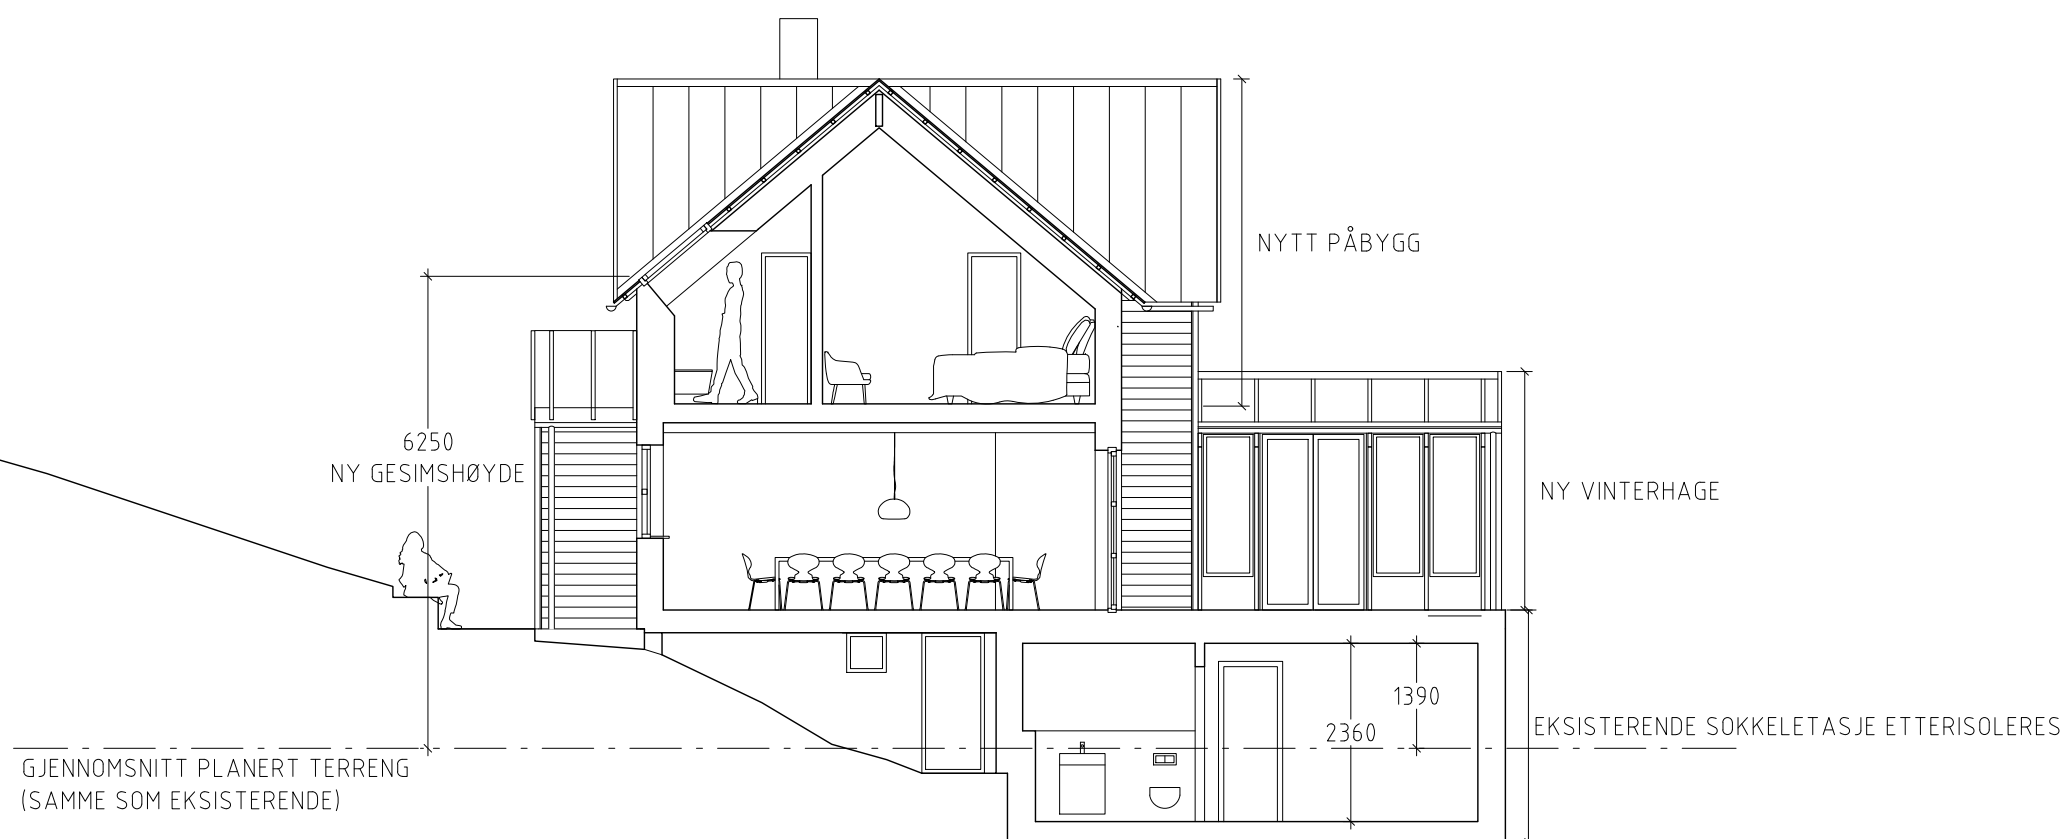 NYTT PÅBYGG
6250
NY GESIMSHØYDE
NY VINTERHAGE
1390
2360
EKSISTERENDE SOKKELETASJE ETTERISOLERES
GJENNOMSNITT PLANERT TERRENG
(SAMME SOM EKSISTERENDE)